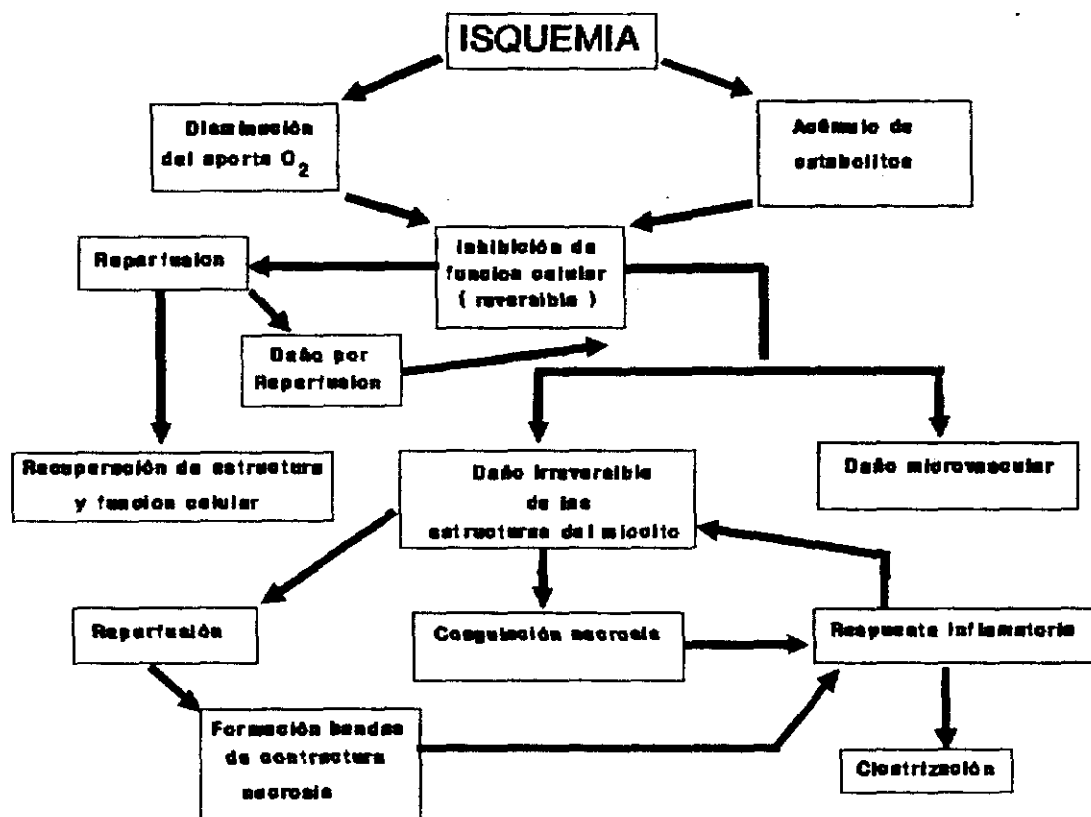 ISQUEMIA
Disminución
del aporte O2
Acúmulo de
catabolitos
Reperfusion
Inhibición de
funcion celular
( reversible )
Daño por
Reperfusion
Recuperación de estructura
y funcion celular
Daño irreversible
de las
estructuras del miocito
Daño microvascular
Reperfusión
Coagulación necrosis
Respuesta inflamatoria
Formación bandas
de contractura
necrosis
Cicatrización